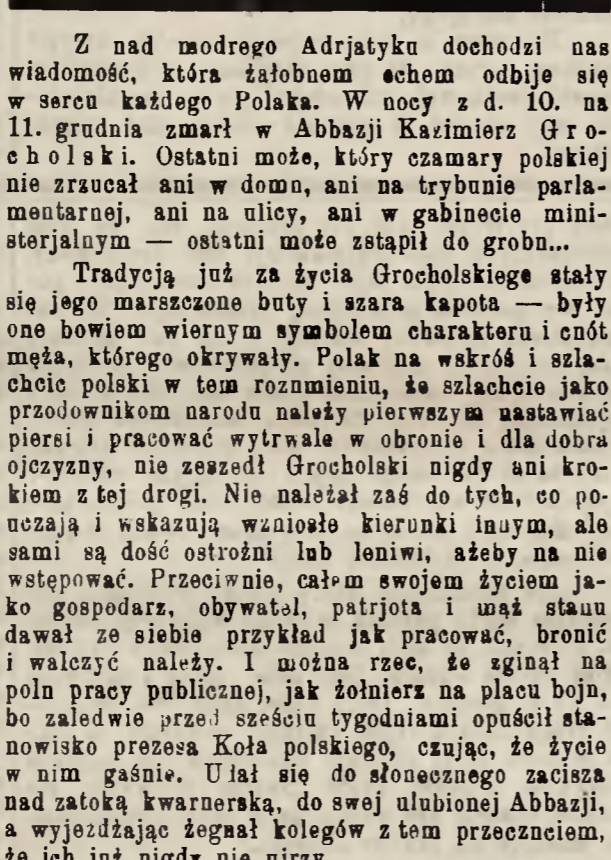 Z nad modrego Adrjatyku dochodzi nas
wiadomość, która żałobnem echem odbije się
w sercu każdego Polaka. W nocy z d. 10. na
11. grudnia zmarł w Abbazji Kazimierz Gro-
cholski. Ostatni może, który czamary polskiej
nie zrzucał ani w domu, ani na trybunie parla-
mentarnej, ani na ulicy, ani w gabinecie mini-
sterjalnym — ostatni może zstąpił do grobu...
Tradycją już za życia Grocholskiego stały
się jego marszczone buty i szara kapota — były
one bowiem wiernym symbolem charakteru i cnót
męża, którego okrywały. Polak na wskróś i szla-
chcic polski w tem rozumieniu, że szlachcie jako
przodownikom narodu należy pierwszym nastawiać
piersi i pracować wytrwale w obronie i dla dobra
ojczyzny, nie zeszedł Grocholski nigdy ani kro-
kiem z tej drogi. Nie należał zaś do tych, co po-
uczają i wskazują wzniosłe kierunki innym, ale
sami są dość ostrożni lub leniwi, ażeby na nie
wstępować. Przeciwnie, całem swojem życiem ja-
ko gospodarz, obywatel, patrjota i mąż stanu
dawał ze siebie przykład jak pracować, bronić
i walczyć należy. I można rzec, że zginął na
polu pracy publicznej, jak żołnierz na placu boju,
bo zaledwie przed sześciu tygodniami opuścił sta-
nowisko prezesa Koła polskiego, czując, że życie
w nim gaśnie. Udał się do słonecznego zacisza
nad zatoką kwarnerską, do swej ulubionej Abbazji,
a wyjeżdżając żegnał kolegów z tem przeczuciem,
że ich już nigdy nie ujrzy